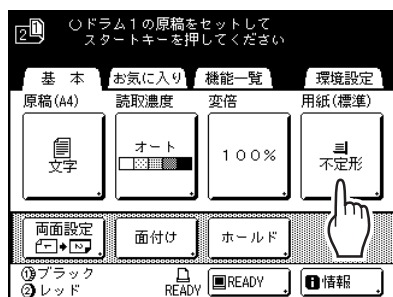 2 1 ○ドラム1の原稿をセットして
スタートキーを押してください
基 本 お気に入り 機能一覧 環境設定
原稿(A4) 読取濃度 変倍 用紙(標準)
文字 オート 100% 不定形
両面設定 面付け ホールド
①ブラック
②レッド READY READY i情報